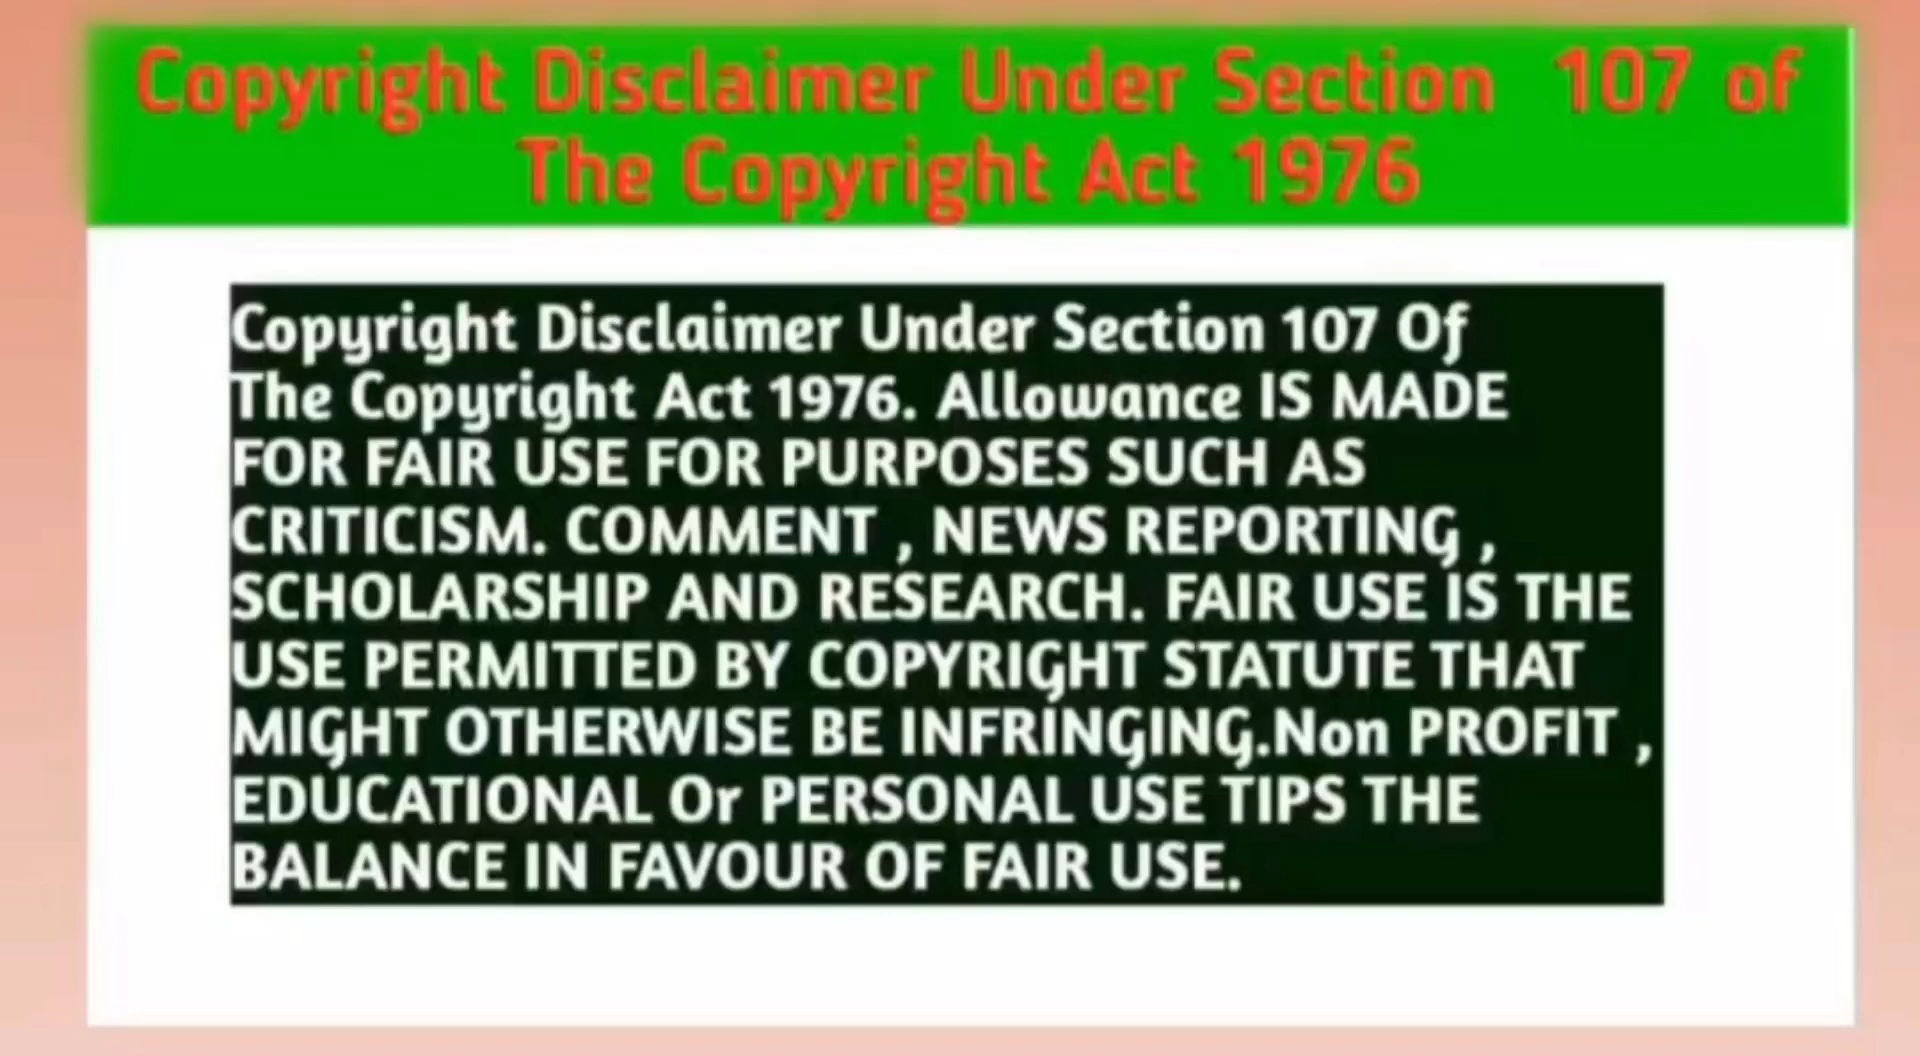 Copyright Disclaimer Under Section 107 of
The Copyright Act 1976
Copyright Disclaimer Under Section 107 Of
The Copyright Act 1976. Allowance IS MADE
FOR FAIR USE FOR PURPOSES SUCH AS
CRITICISM. COMMENT , NEWS REPORTING ,
SCHOLARSHIP AND RESEARCH. FAIR USE IS THE
USE PERMITTED BY COPYRIGHT STATUTE THAT
MIGHT OTHERWISE BE INFRINGING.Non PROFIT ,
EDUCATIONAL Or PERSONAL USE TIPS THE
BALANCE IN FAVOUR OF FAIR USE.